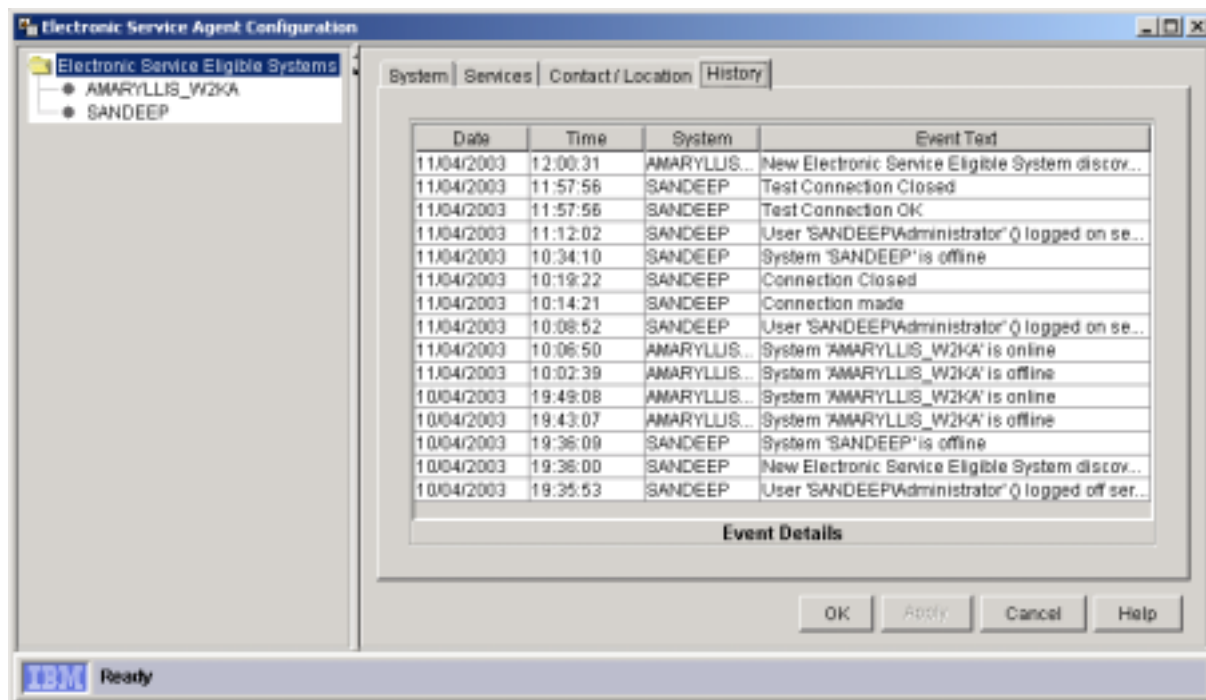 Electronic Service Agent Configuration
Electronic Service Eligible Systems
AMARYLLIS_W2KA
SANDEEP
System Services Contact / Location History
Date Time System Event Text
11/04/2003 12:00:31 AMARYLLIS... New Electronic Service Eligible System discov...
11/04/2003 11:57:56 SANDEEP Test Connection Closed
11/04/2003 11:57:56 SANDEEP Test Connection OK
11/04/2003 11:12:02 SANDEEP User 'SANDEEP\Administrator' () logged on se...
11/04/2003 10:34:10 SANDEEP System 'SANDEEP' is offline
11/04/2003 10:19:22 SANDEEP Connection Closed
11/04/2003 10:14:21 SANDEEP Connection made
11/04/2003 10:08:52 SANDEEP User 'SANDEEP\Administrator' () logged on se...
11/04/2003 10:06:50 AMARYLLIS... System 'AMARYLLIS_W2KA' is online
11/04/2003 10:02:39 AMARYLLIS... System 'AMARYLLIS_W2KA' is offline
10/04/2003 19:49:08 AMARYLLIS... System 'AMARYLLIS_W2KA' is online
10/04/2003 19:43:07 AMARYLLIS... System 'AMARYLLIS_W2KA' is offline
10/04/2003 19:36:09 SANDEEP System 'SANDEEP' is offline
10/04/2003 19:36:00 SANDEEP New Electronic Service Eligible System discov...
10/04/2003 19:35:53 SANDEEP User 'SANDEEP\Administrator' () logged off ser...
Event Details
OK Apply Cancel Help
IBM Ready